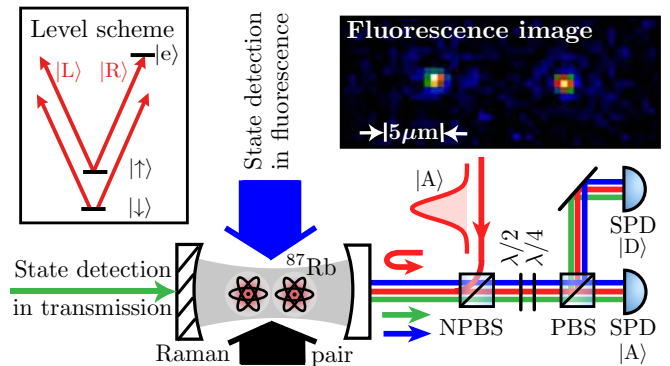 Level scheme
|L⟩
|R⟩
|e⟩
|↑⟩
|↓⟩
State detection
in fluorescence
Fluorescence image
5μm
|A⟩
λ/2
λ/4
SPD
|D⟩
87Rb
State detection
in transmission
NPBS
PBS
SPD
|A⟩
Raman
pair